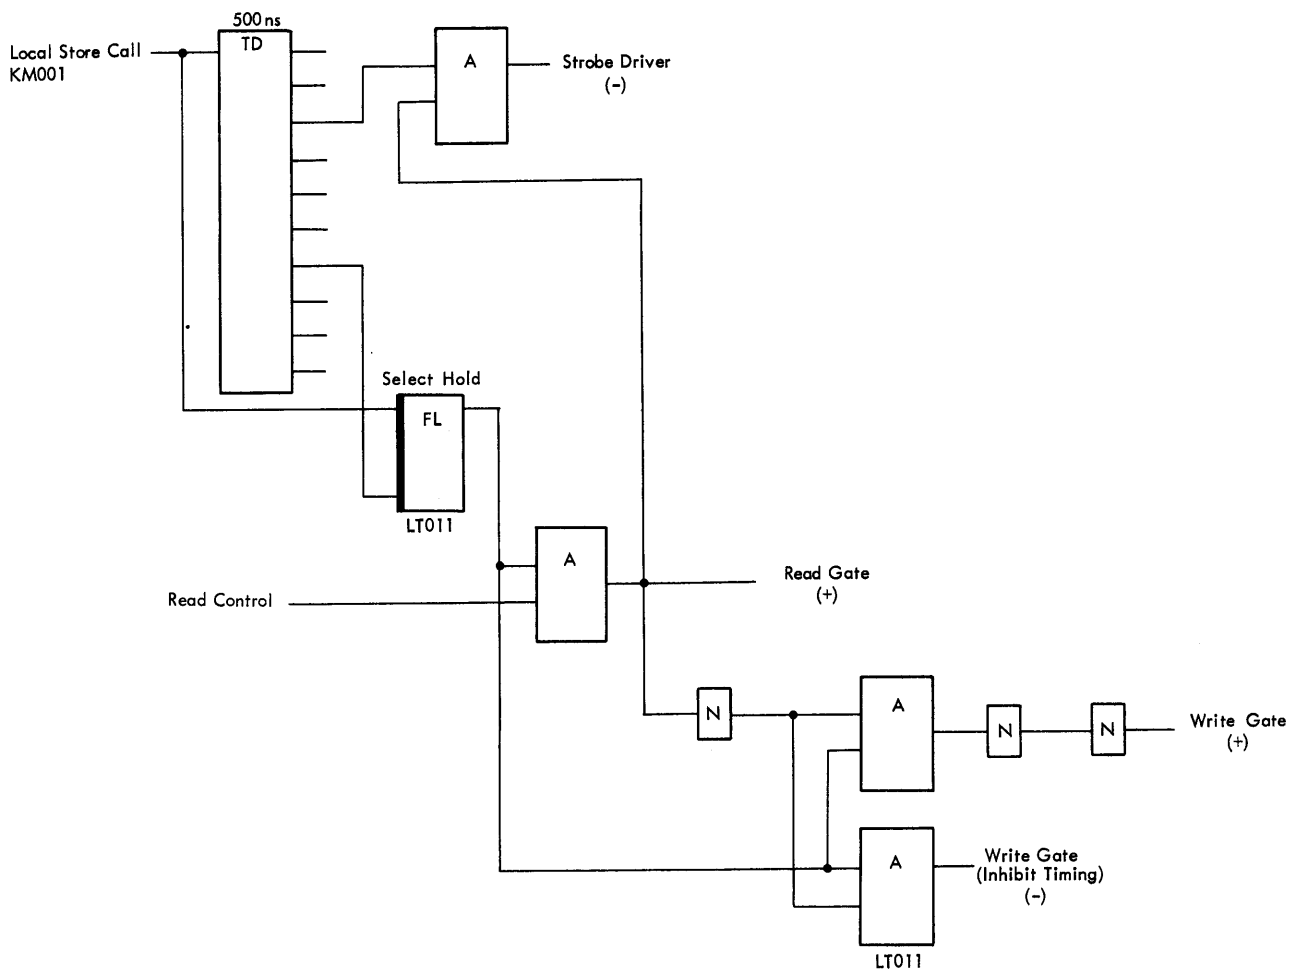 500 ns
TD
Local Store Call
KM001
A
Strobe Driver
(−)
Select Hold
FL
LT011
A
Read Control
Read Gate
(+)
N
A
N
N
Write Gate
(+)
A
Write Gate
(Inhibit Timing)
(−)
LT011